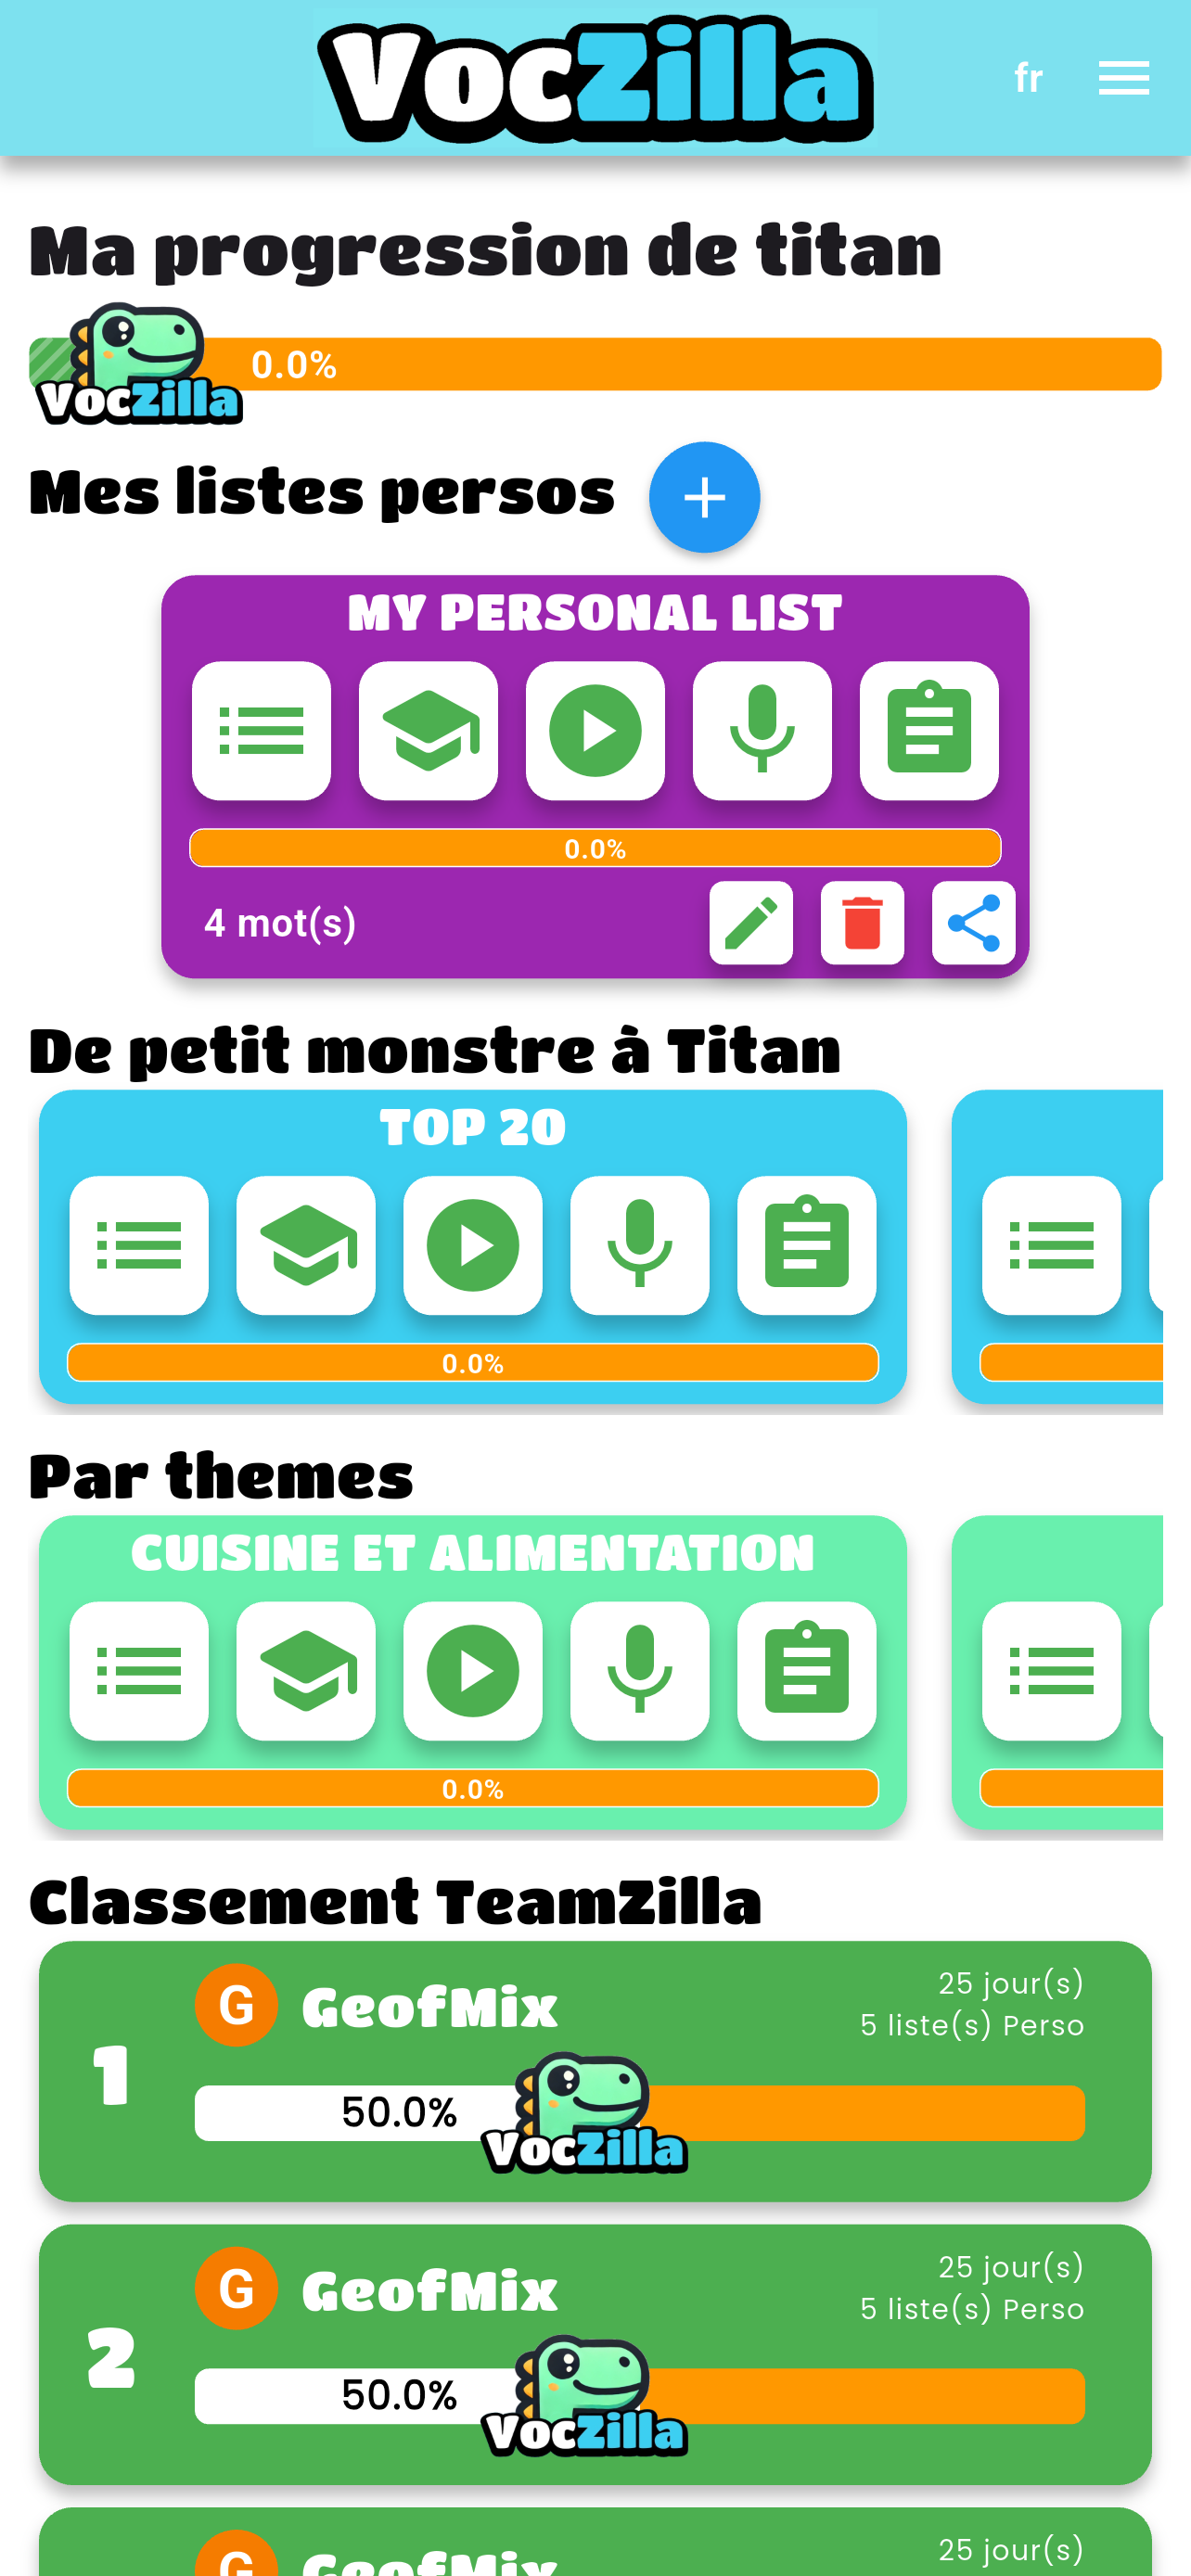 VocZilla
fr
Ma progression de titan
VocZilla
0.0%
Mes listes persos
MY PERSONAL LIST
0.0%
4 mot(s)
De petit monstre à Titan
TOP 20
0.0%
Par themes
CUISINE ET ALIMENTATION
0.0%
Classement TeamZilla
1
G GeofMix
25 jour(s)
5 liste(s) Perso
50.0%
VocZilla
2
G GeofMix
25 jour(s)
5 liste(s) Perso
50.0%
VocZilla
G GeofMix
25 jour(s)